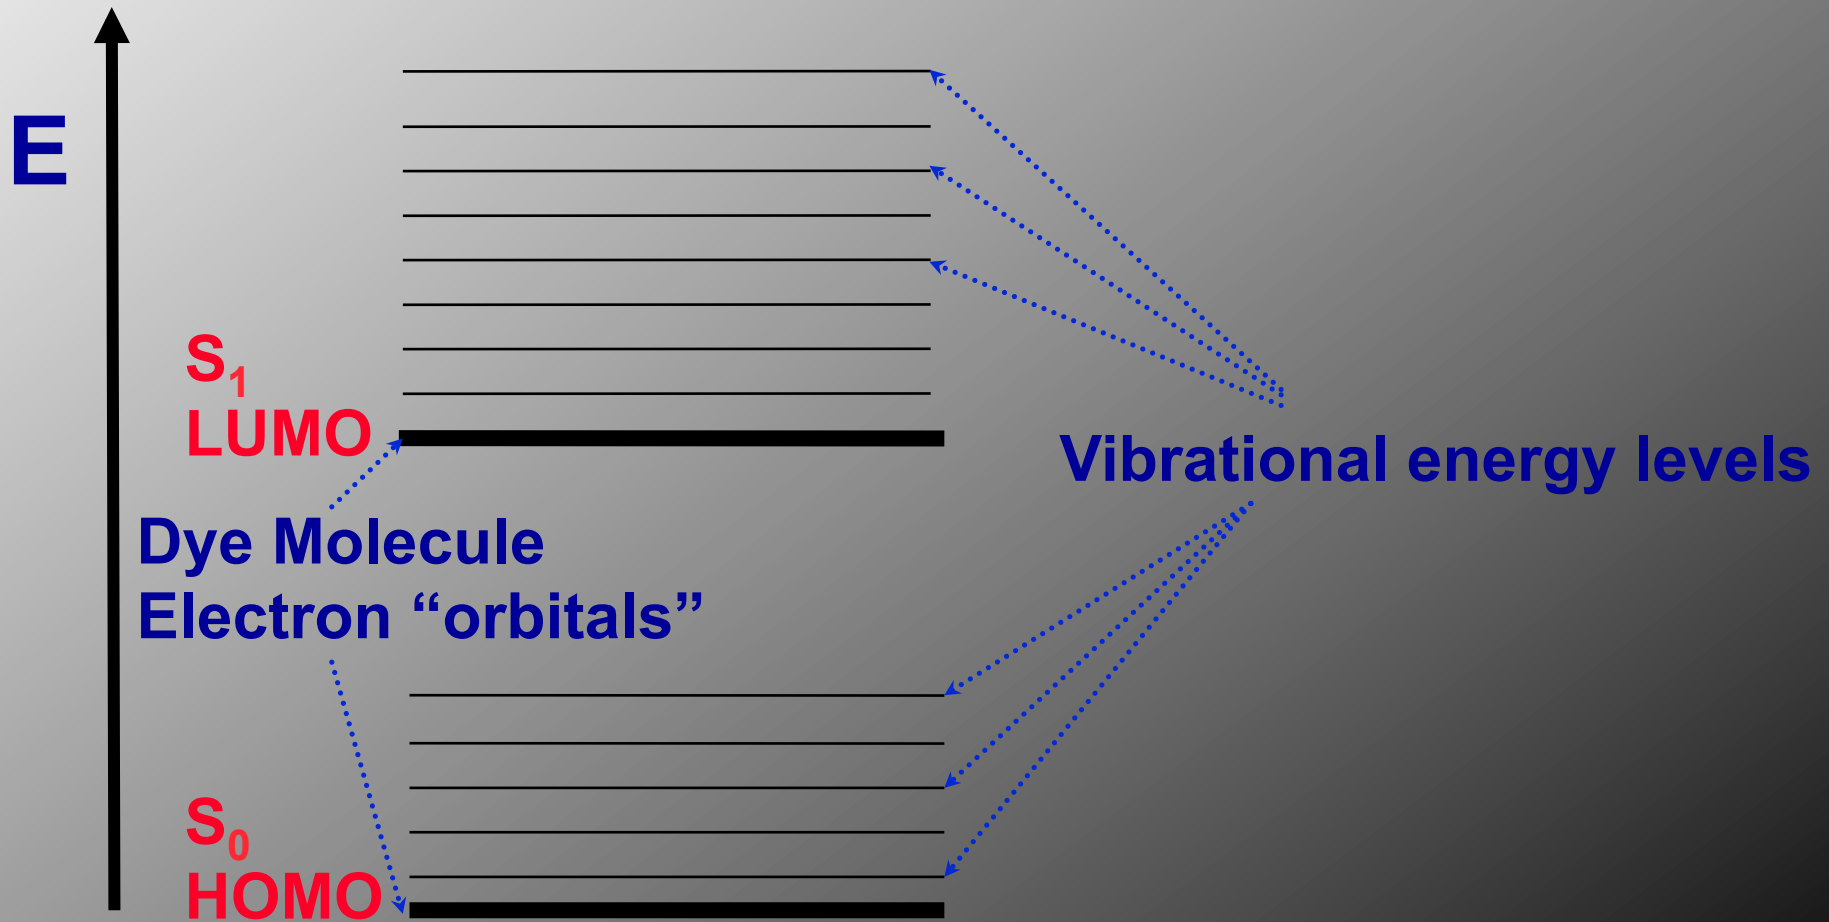 E
S₁
LUMO
Vibrational energy levels
Dye Molecule
Electron “orbitals”
S₀
HOMO